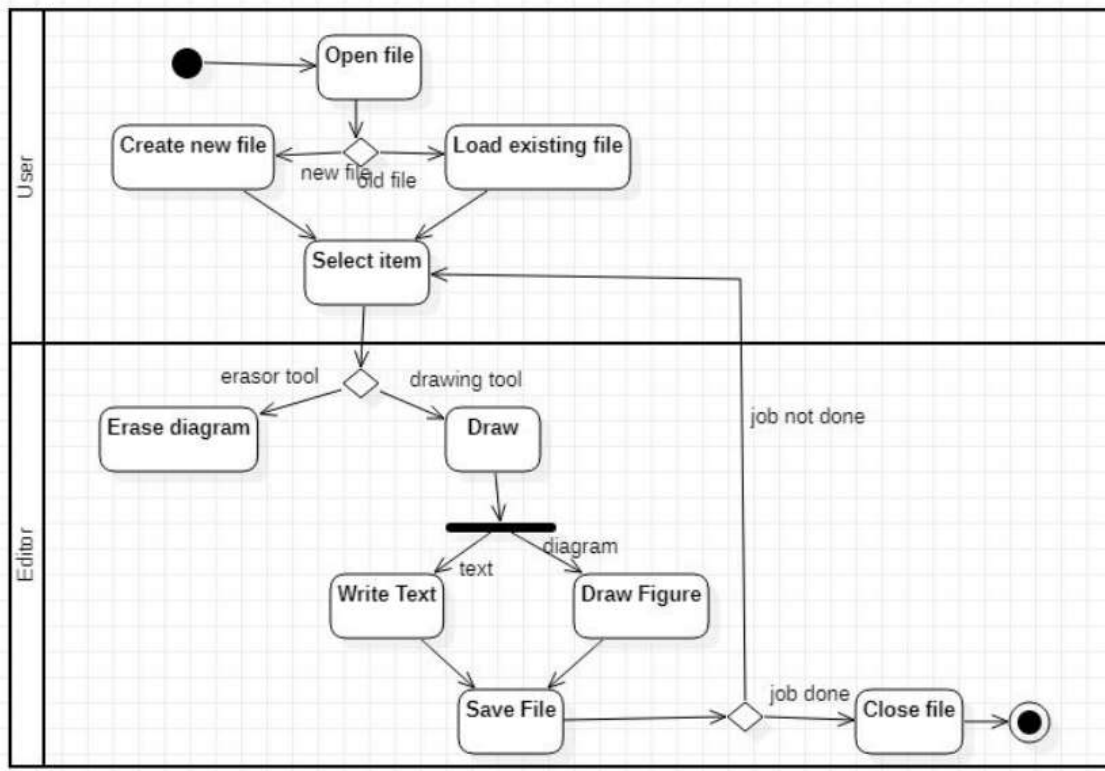 User
Open file
Create new file
Load existing file
new file
old file
Select item
Editor
erasor tool
drawing tool
Erase diagram
Draw
job not done
diagram
text
Write Text
Draw Figure
job done
Save File
Close file